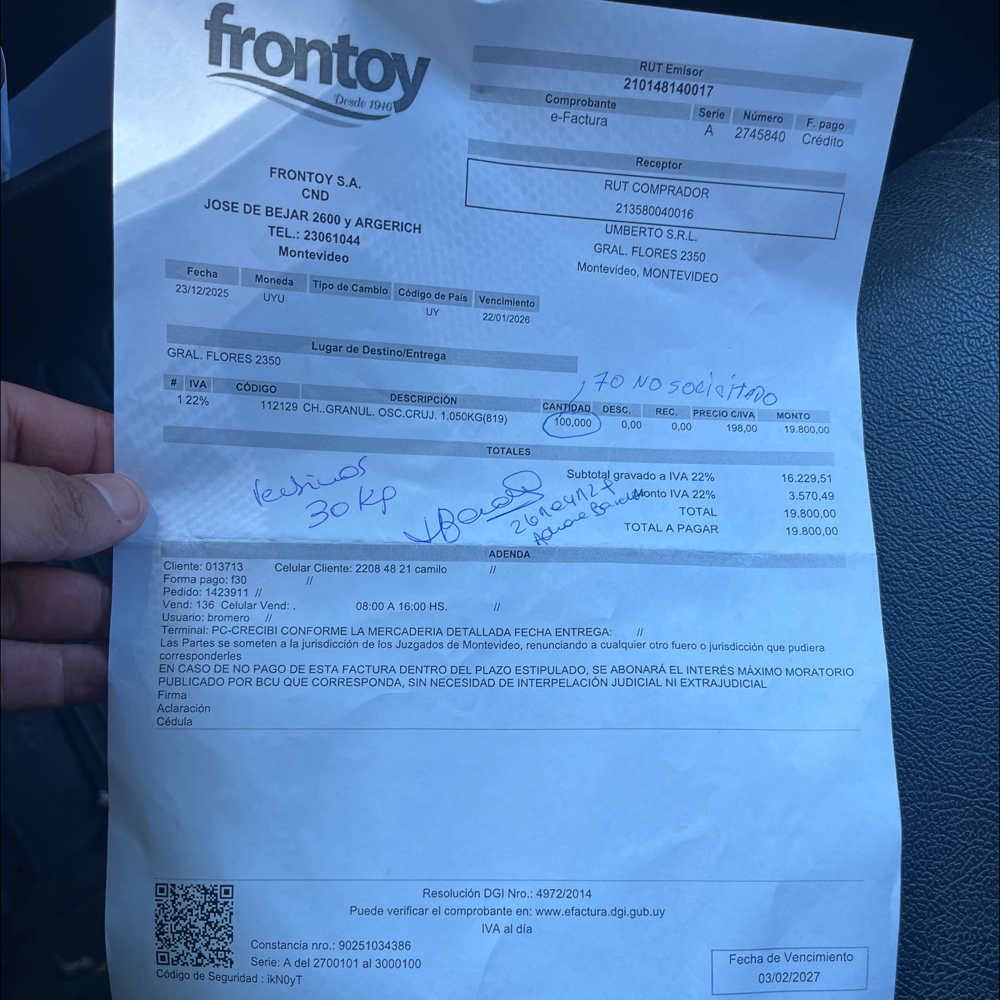 frontoy
Desde 1916
RUT Emisor
210148140017
Comprobante Serie Número F. pago
e-Factura A 2745840 Crédito
Receptor
RUT COMPRADOR
213580040016
UMBERTO S.R.L.
GRAL. FLORES 2350
Montevideo, MONTEVIDEO
FRONTOY S.A.
CND
JOSE DE BEJAR 2600 y ARGERICH
TEL.: 23061044
Montevideo
Fecha Moneda Tipo de Cambio Código de País Vencimiento
23/12/2025 UYU UY 22/01/2026
Lugar de Destino/Entrega
GRAL. FLORES 2350
70 NO SOLICITADO
# IVA CÓDIGO DESCRIPCIÓN CANTIDAD DESC. REC. PRECIO C/IVA MONTO
1 22% 112129 CH..GRANUL. OSC.CRUJ. 1.050KG(819) 100,000 0,00 0,00 198,00 19.800,00
TOTALES
Subtotal gravado a IVA 22% 16.229,51
Monto IVA 22% 3.570,49
TOTAL 19.800,00
TOTAL A PAGAR 19.800,00
30 Kp
ADENDA
Cliente: 013713 Celular Cliente: 2208 48 21 camilo //
Forma pago: f30 //
Pedido: 1423911 //
Vend: 136 Celular Vend: . 08:00 A 16:00 HS. //
Usuario: bromero //
Terminal: PC-CRECIBI CONFORME LA MERCADERIA DETALLADA FECHA ENTREGA: //
Las Partes se someten a la jurisdicción de los Juzgados de Montevideo, renunciando a cualquier otro fuero o jurisdicción que pudiera
corresponderles
EN CASO DE NO PAGO DE ESTA FACTURA DENTRO DEL PLAZO ESTIPULADO, SE ABONARÁ EL INTERÉS MÁXIMO MORATORIO
PUBLICADO POR BCU QUE CORRESPONDA, SIN NECESIDAD DE INTERPELACIÓN JUDICIAL NI EXTRAJUDICIAL
Firma
Aclaración
Cédula
Resolución DGI Nro.: 4972/2014
Puede verificar el comprobante en: www.efactura.dgi.gub.uy
IVA al día
Constancia nro.: 90251034386
Serie: A del 2700101 al 3000100
Código de Seguridad : ikN0yT
Fecha de Vencimiento
03/02/2027